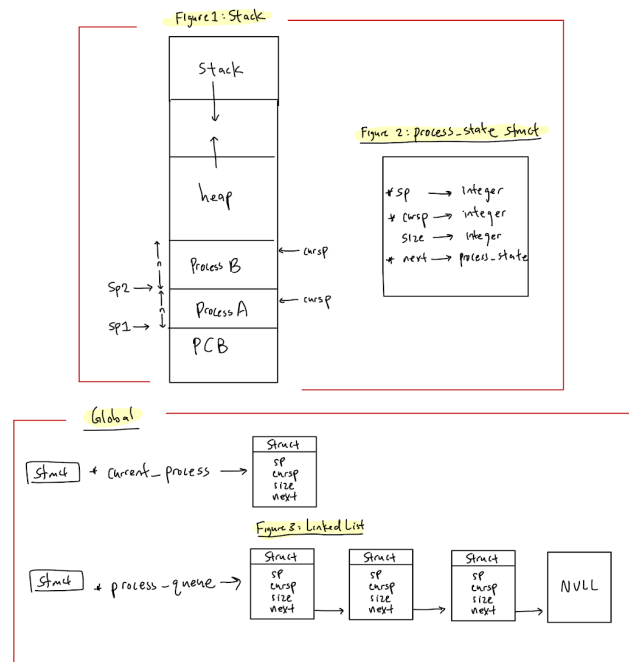 Figure 1: Stack
Stack
heap
Process B
← cursp
n
Sp2 →
Process A
← cursp
n
Sp1 →
PCB
Figure 2: process_state struct
* sp → integer
* cursp → integer
size → integer
* next → process_state
Global
Struct * current_process →
Struct
sp
cursp
size
next
Figure 3: Linked List
Struct * process_queue →
Struct
sp
cursp
size
next
Struct
sp
cursp
size
next
Struct
sp
cursp
size
next
NULL